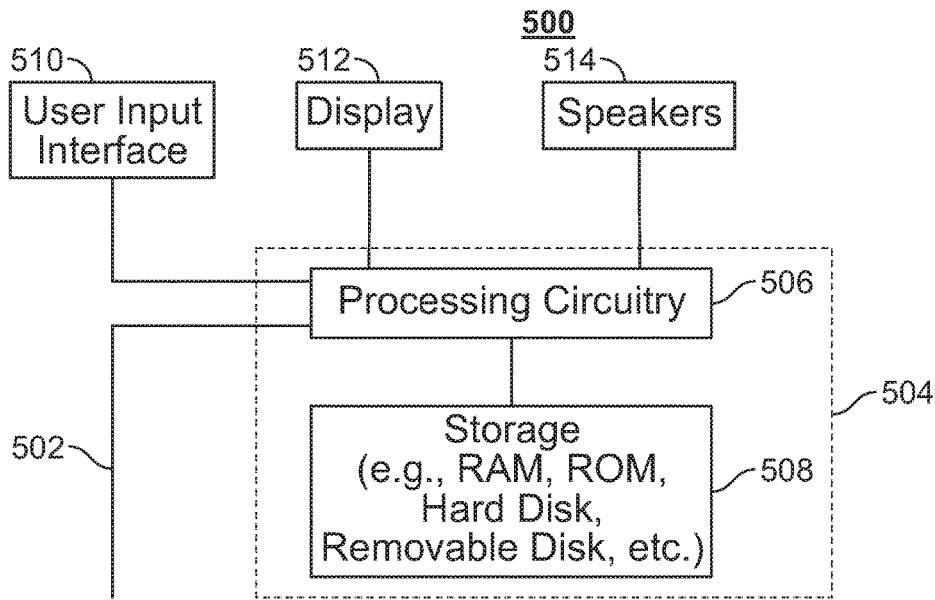 500
510
512
514
User Input
Interface
Display
Speakers
Processing Circuitry
506
504
502
Storage
(e.g., RAM, ROM,
Hard Disk,
Removable Disk, etc.)
508